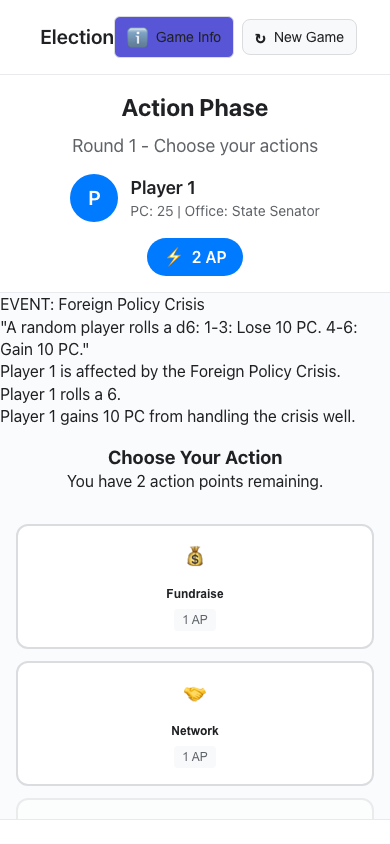 Election
ℹ️ Game Info
↻ New Game
Action Phase
Round 1 - Choose your actions
P
Player 1
PC: 25 | Office: State Senator
⚡ 2 AP
EVENT: Foreign Policy Crisis
"A random player rolls a d6: 1-3: Lose 10 PC. 4-6:
Gain 10 PC."
Player 1 is affected by the Foreign Policy Crisis.
Player 1 rolls a 6.
Player 1 gains 10 PC from handling the crisis well.
Choose Your Action
You have 2 action points remaining.
Fundraise
1 AP
Network
1 AP